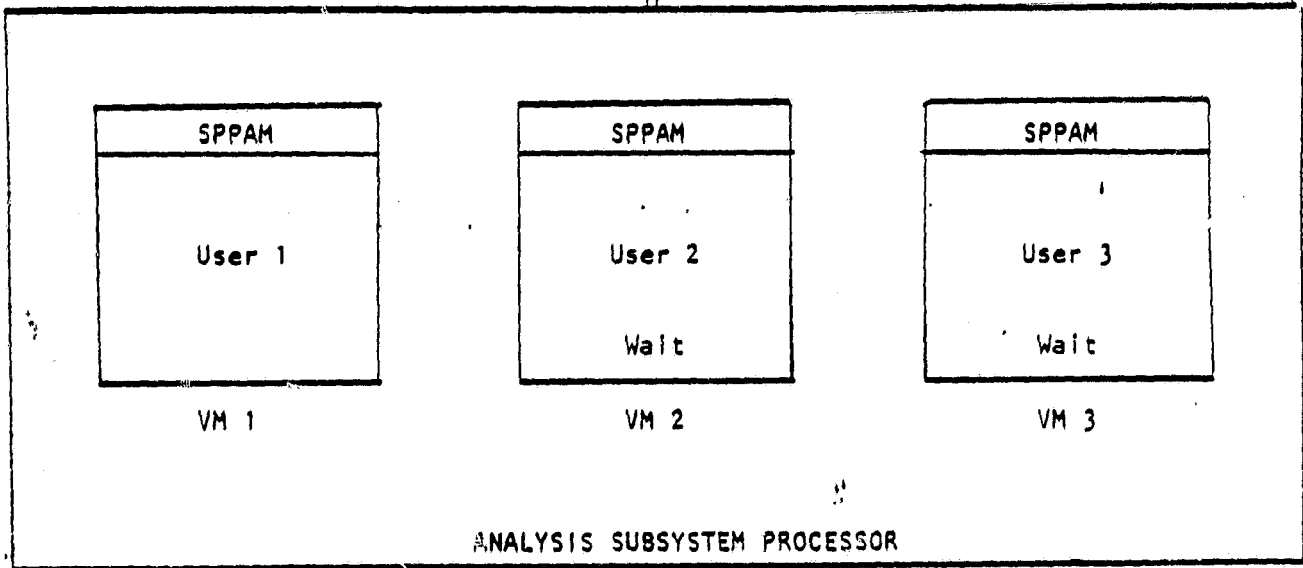 SPPAM SPPAM SPPAM
User 1 User 2 User 3
Wait Wait
VM 1 VM 2 VM 3
ANALYSIS SUBSYSTEM PROCESSOR